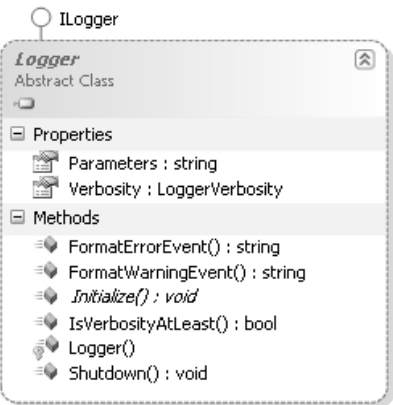 ILogger
Logger
Abstract Class
Properties
Parameters : string
Verbosity : LoggerVerbosity
Methods
FormatErrorEvent() : string
FormatWarningEvent() : string
Initialize() : void
IsVerbosityAtLeast() : bool
Logger()
Shutdown() : void